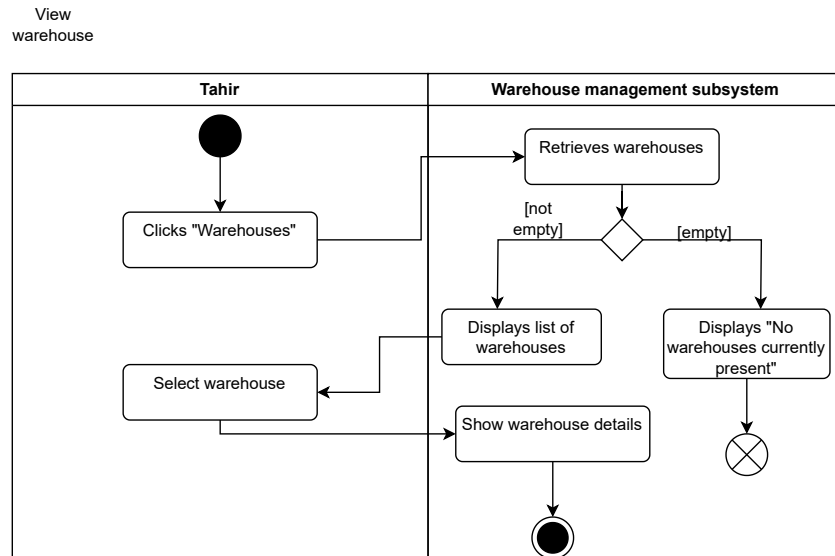 View
warehouse
Tahir
Warehouse management subsystem
Retrieves warehouses
Clicks "Warehouses"
[not
empty]
[empty]
Displays list of
warehouses
Displays "No
warehouses currently
present"
Select warehouse
Show warehouse details